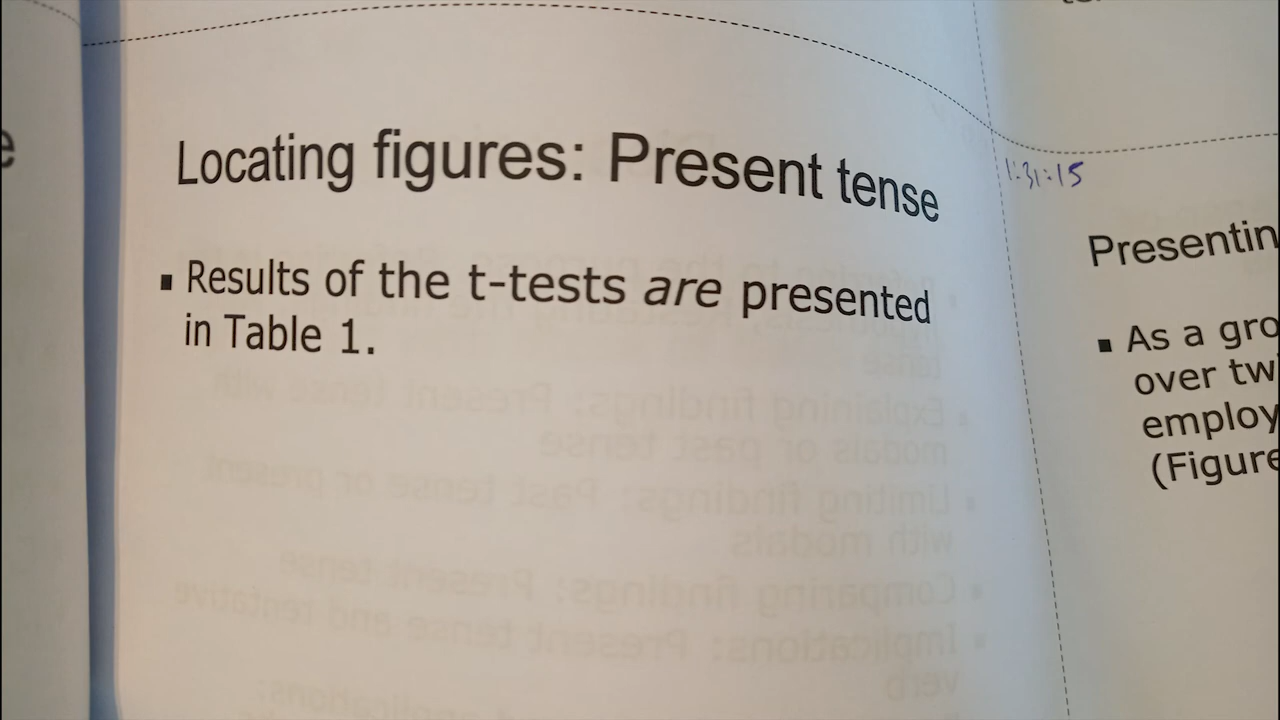 Locating figures: Present tense
▪ Results of the t-tests are presented
in Table 1.
1:31:15
Presentin
▪ As a gro
over tw
employ
(Figure